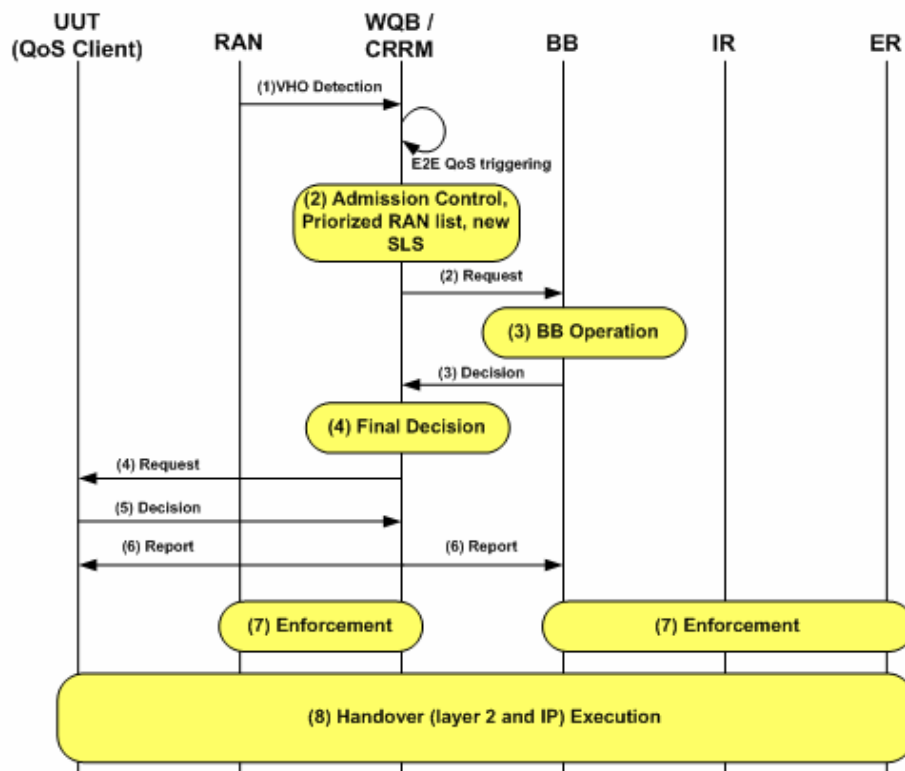 UUT
(QoS Client)
RAN
WQB /
CRRM
BB
IR
ER
(1)VHO Detection
E2E QoS triggering
(2) Admission Control,
Priorized RAN list, new
SLS
(2) Request
(3) BB Operation
(3) Decision
(4) Final Decision
(4) Request
(5) Decision
(6) Report
(6) Report
(7) Enforcement
(7) Enforcement
(8) Handover (layer 2 and IP) Execution